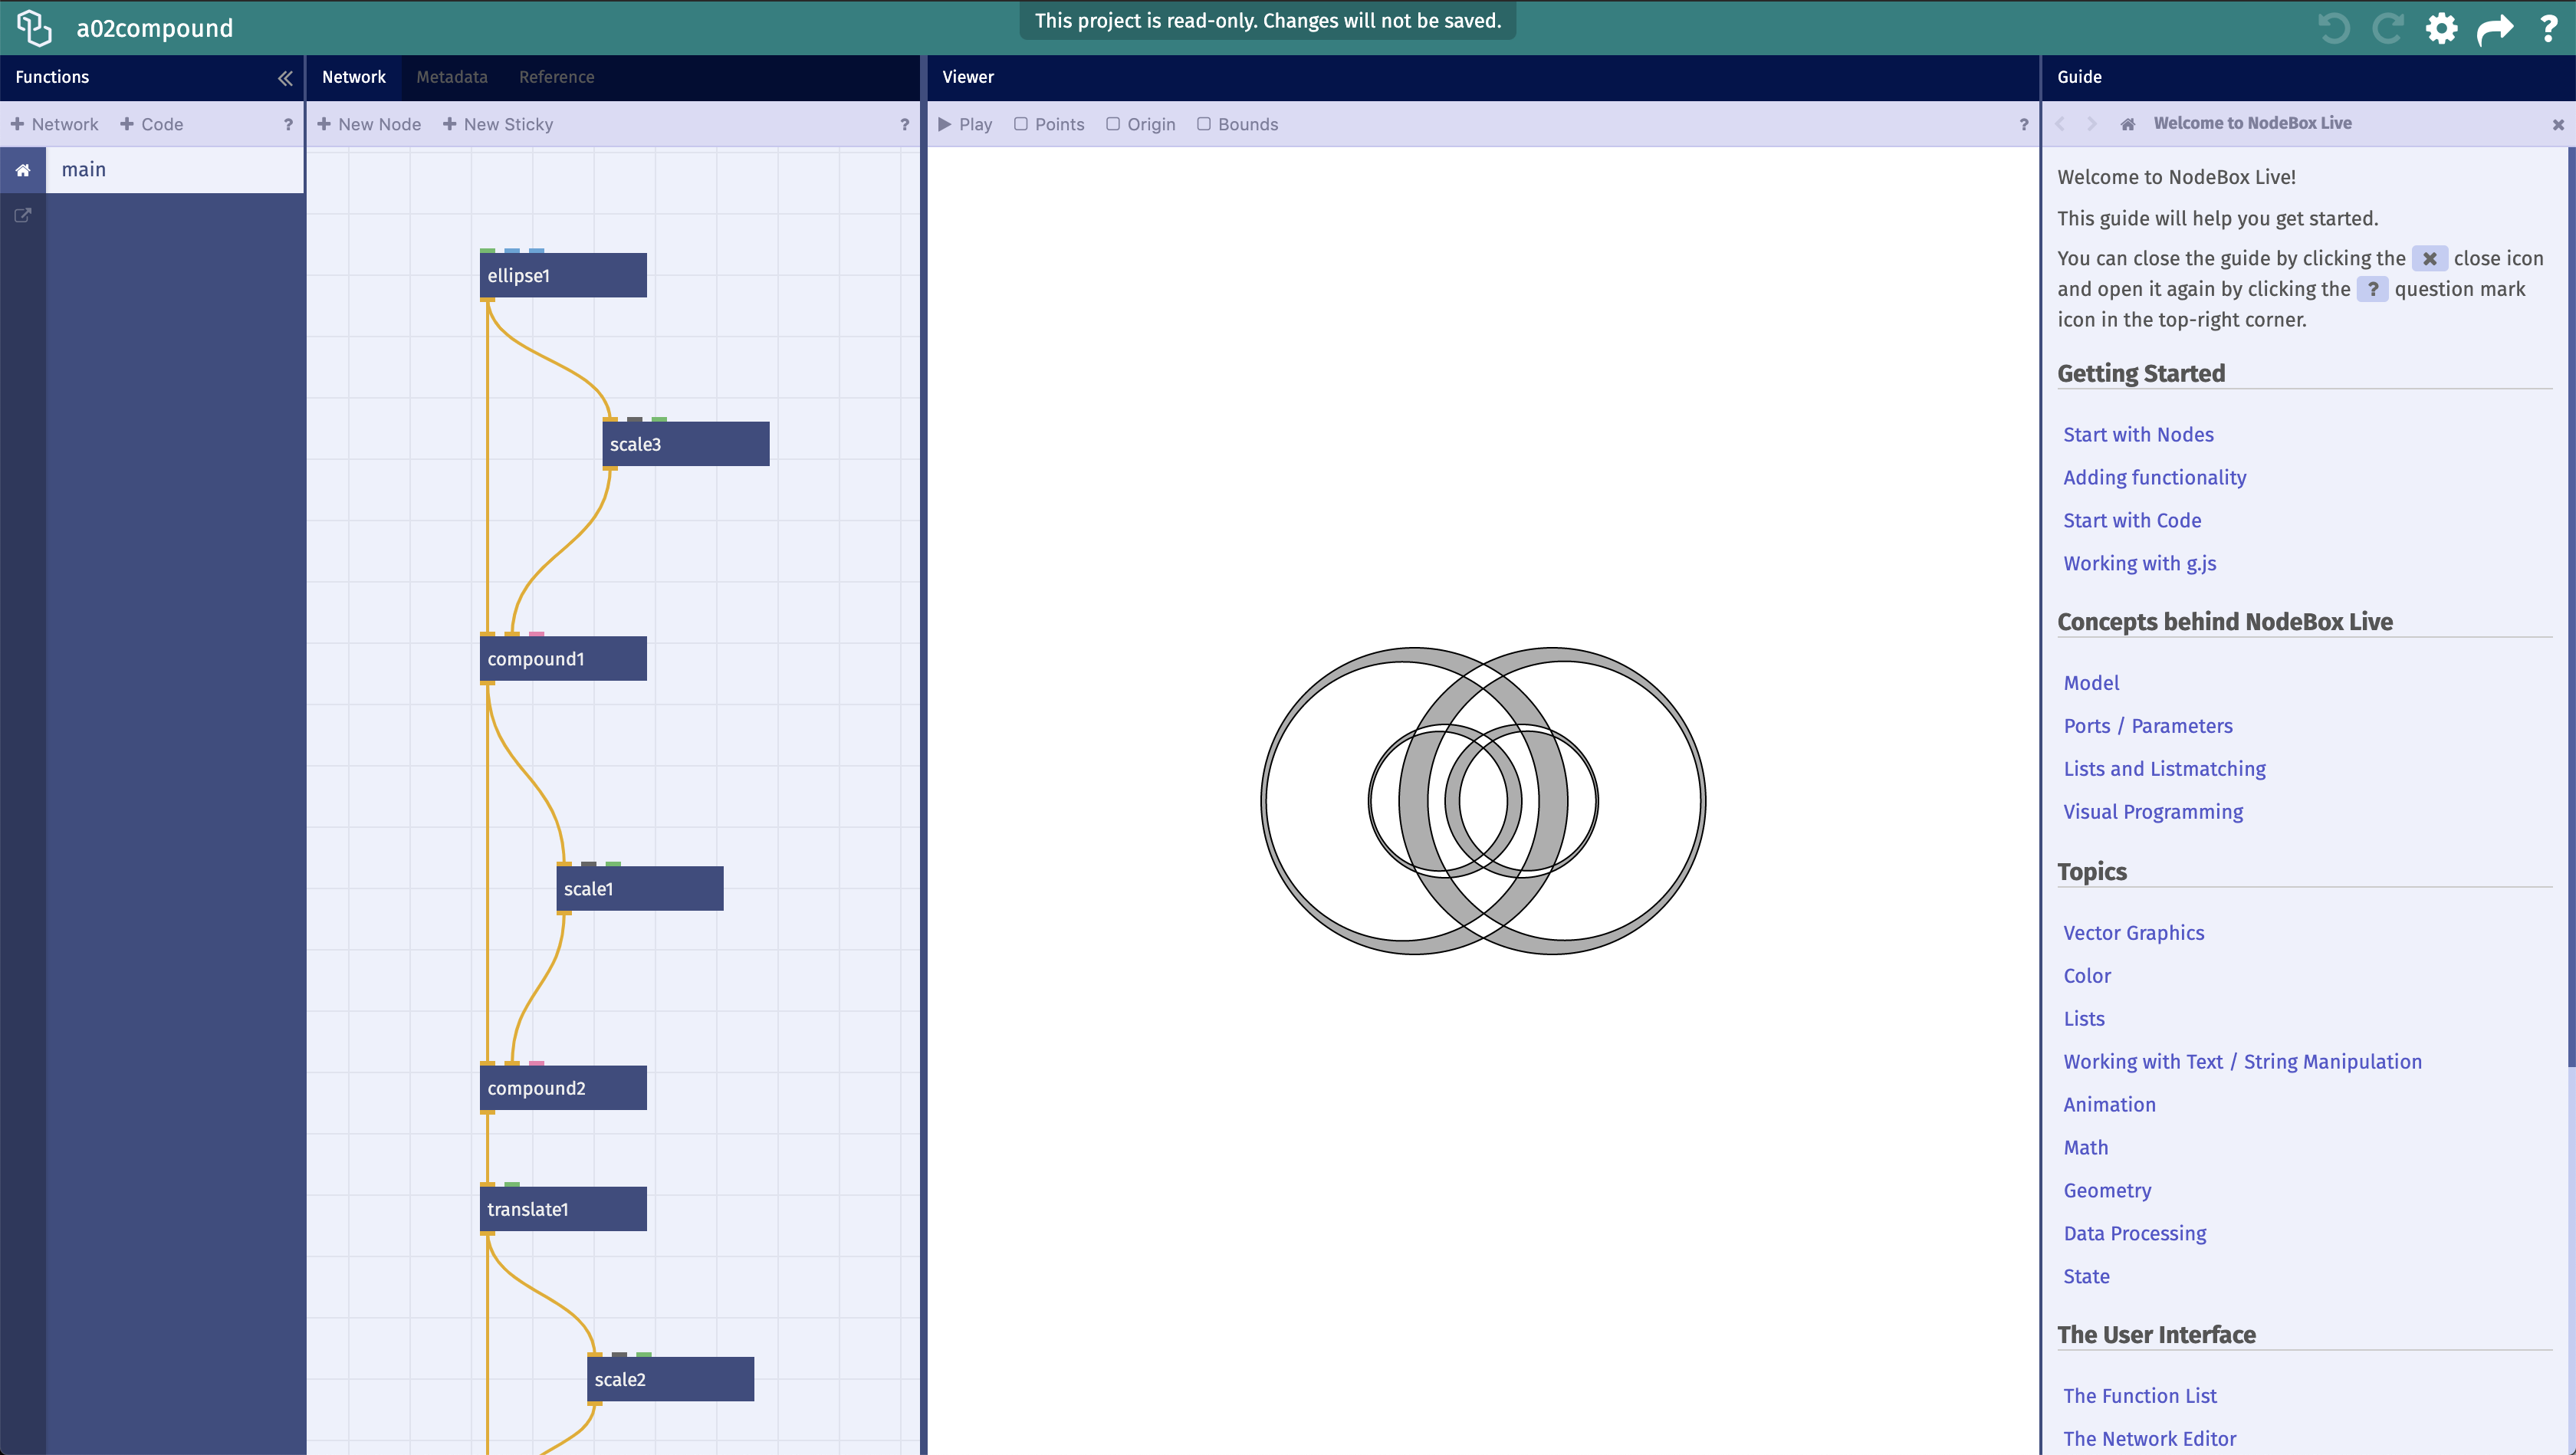 a02compound
This project is read-only. Changes will not be saved.
?
Functions
Network Metadata Reference
Viewer
Guide
Network Code ?
New Node New Sticky ?
Play Points Origin Bounds ?
Welcome to NodeBox Live
main
ellipse1
scale3
compound1
scale1
compound2
translate1
scale2
Welcome to NodeBox Live!
This guide will help you get started.
You can close the guide by clicking the ✖ close icon
and open it again by clicking the ? question mark
icon in the top-right corner.
Getting Started
Start with Nodes
Adding functionality
Start with Code
Working with g.js
Concepts behind NodeBox Live
Model
Ports / Parameters
Lists and Listmatching
Visual Programming
Topics
Vector Graphics
Color
Lists
Working with Text / String Manipulation
Animation
Math
Geometry
Data Processing
State
The User Interface
The Function List
The Network Editor